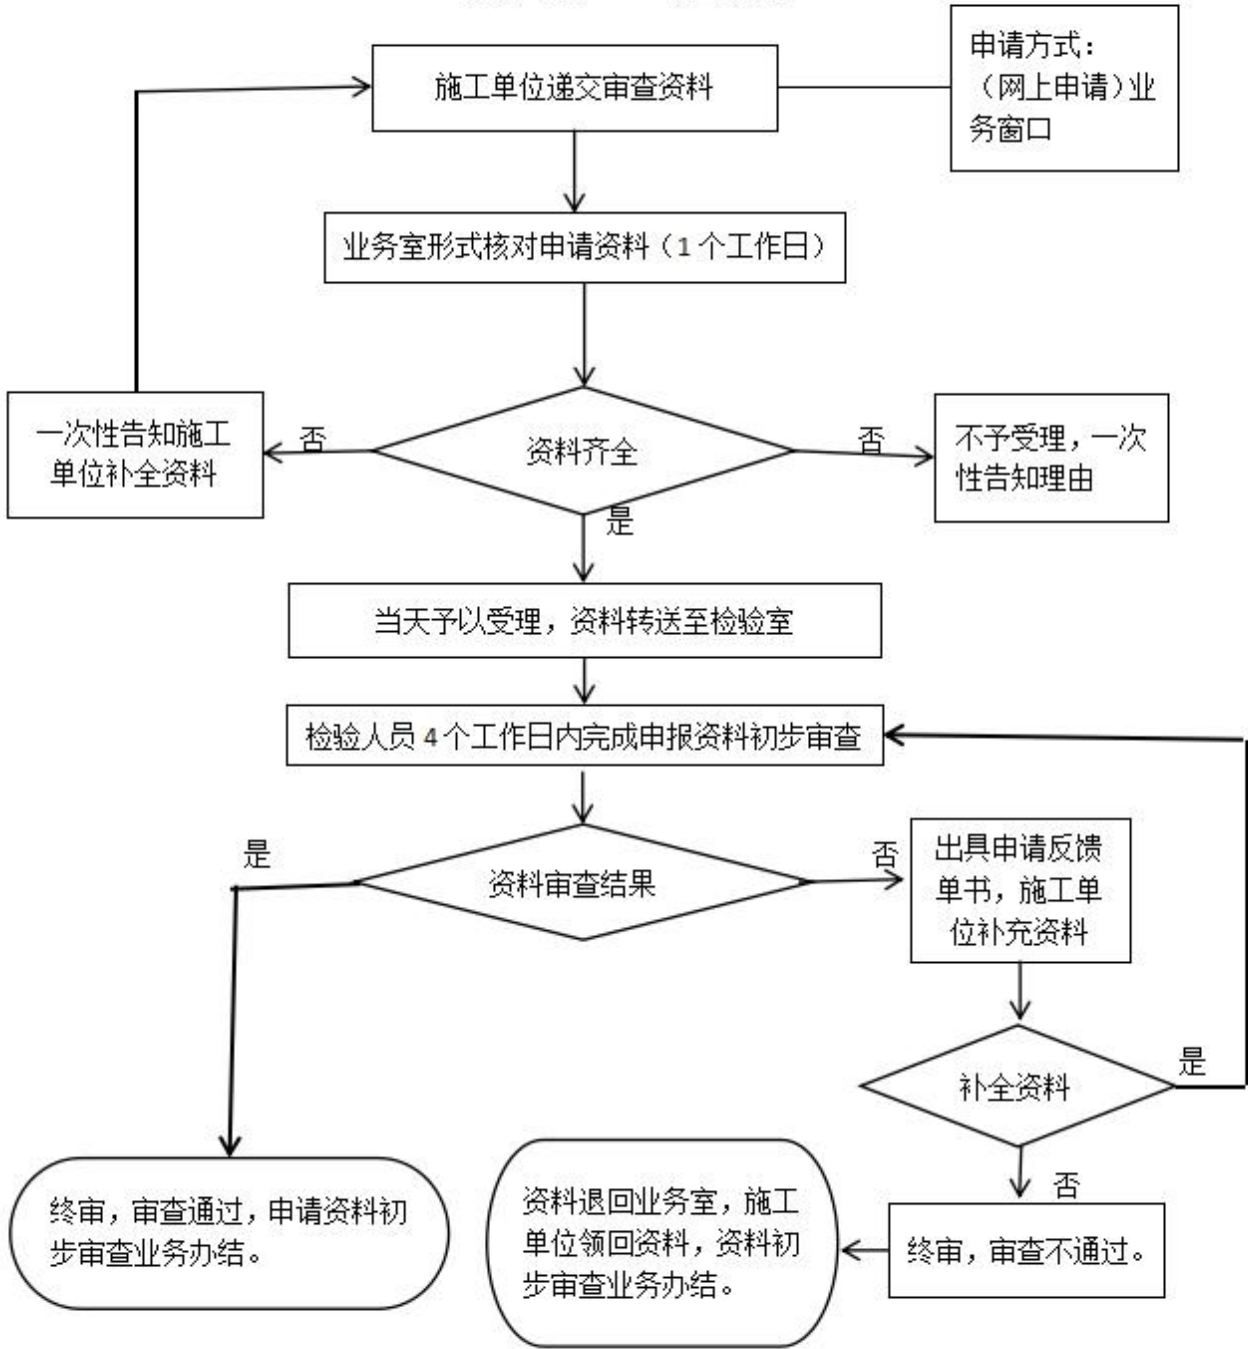 施工单位递交审查资料
申请方式：
（网上申请）业
务窗口
业务室形式核对申请资料（1 个工作日）
一次性告知施工
单位补全资料
否
资料齐全
否
不予受理，一次
性告知理由
是
当天予以受理，资料转送至检验室
检验人员 4 个工作日内完成申报资料初步审查
是
资料审查结果
否
出具申请反馈
单书，施工单
位补充资料
补全资料
是
否
终审，审查通过，申请资料初
步审查业务办结。
资料退回业务室，施工
单位领回资料，资料初
步审查业务办结。
终审，审查不通过。